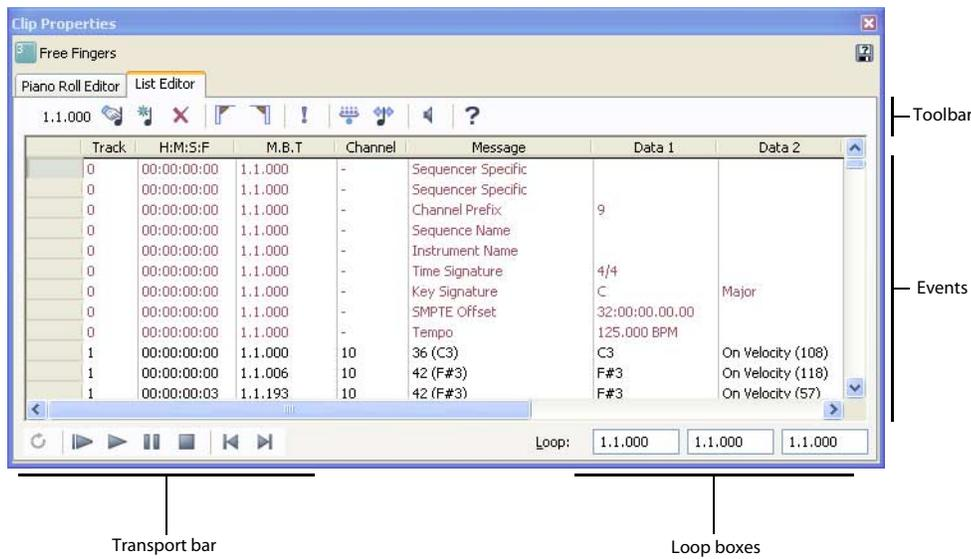 Clip Properties
3 Free Fingers
Piano Roll Editor List Editor
1.1.000 ! ?
Toolbar
Track H:M:S:F M.B.T Channel Message Data 1 Data 2
0 00:00:00:00 1.1.000 - Sequencer Specific
0 00:00:00:00 1.1.000 - Sequencer Specific
0 00:00:00:00 1.1.000 - Channel Prefix 9
0 00:00:00:00 1.1.000 - Sequence Name
0 00:00:00:00 1.1.000 - Instrument Name
0 00:00:00:00 1.1.000 - Time Signature 4/4
0 00:00:00:00 1.1.000 - Key Signature C Major
Events
0 00:00:00:00 1.1.000 - SMPTE Offset 32:00:00.00.00
0 00:00:00:00 1.1.000 - Tempo 125.000 BPM
1 00:00:00:00 1.1.000 10 36 (C3) C3 On Velocity (108)
1 00:00:00:00 1.1.006 10 42 (F#3) F#3 On Velocity (118)
1 00:00:00:03 1.1.193 10 42 (F#3) F#3 On Velocity (57)
Loop: 1.1.000 1.1.000 1.1.000
Transport bar
Loop boxes